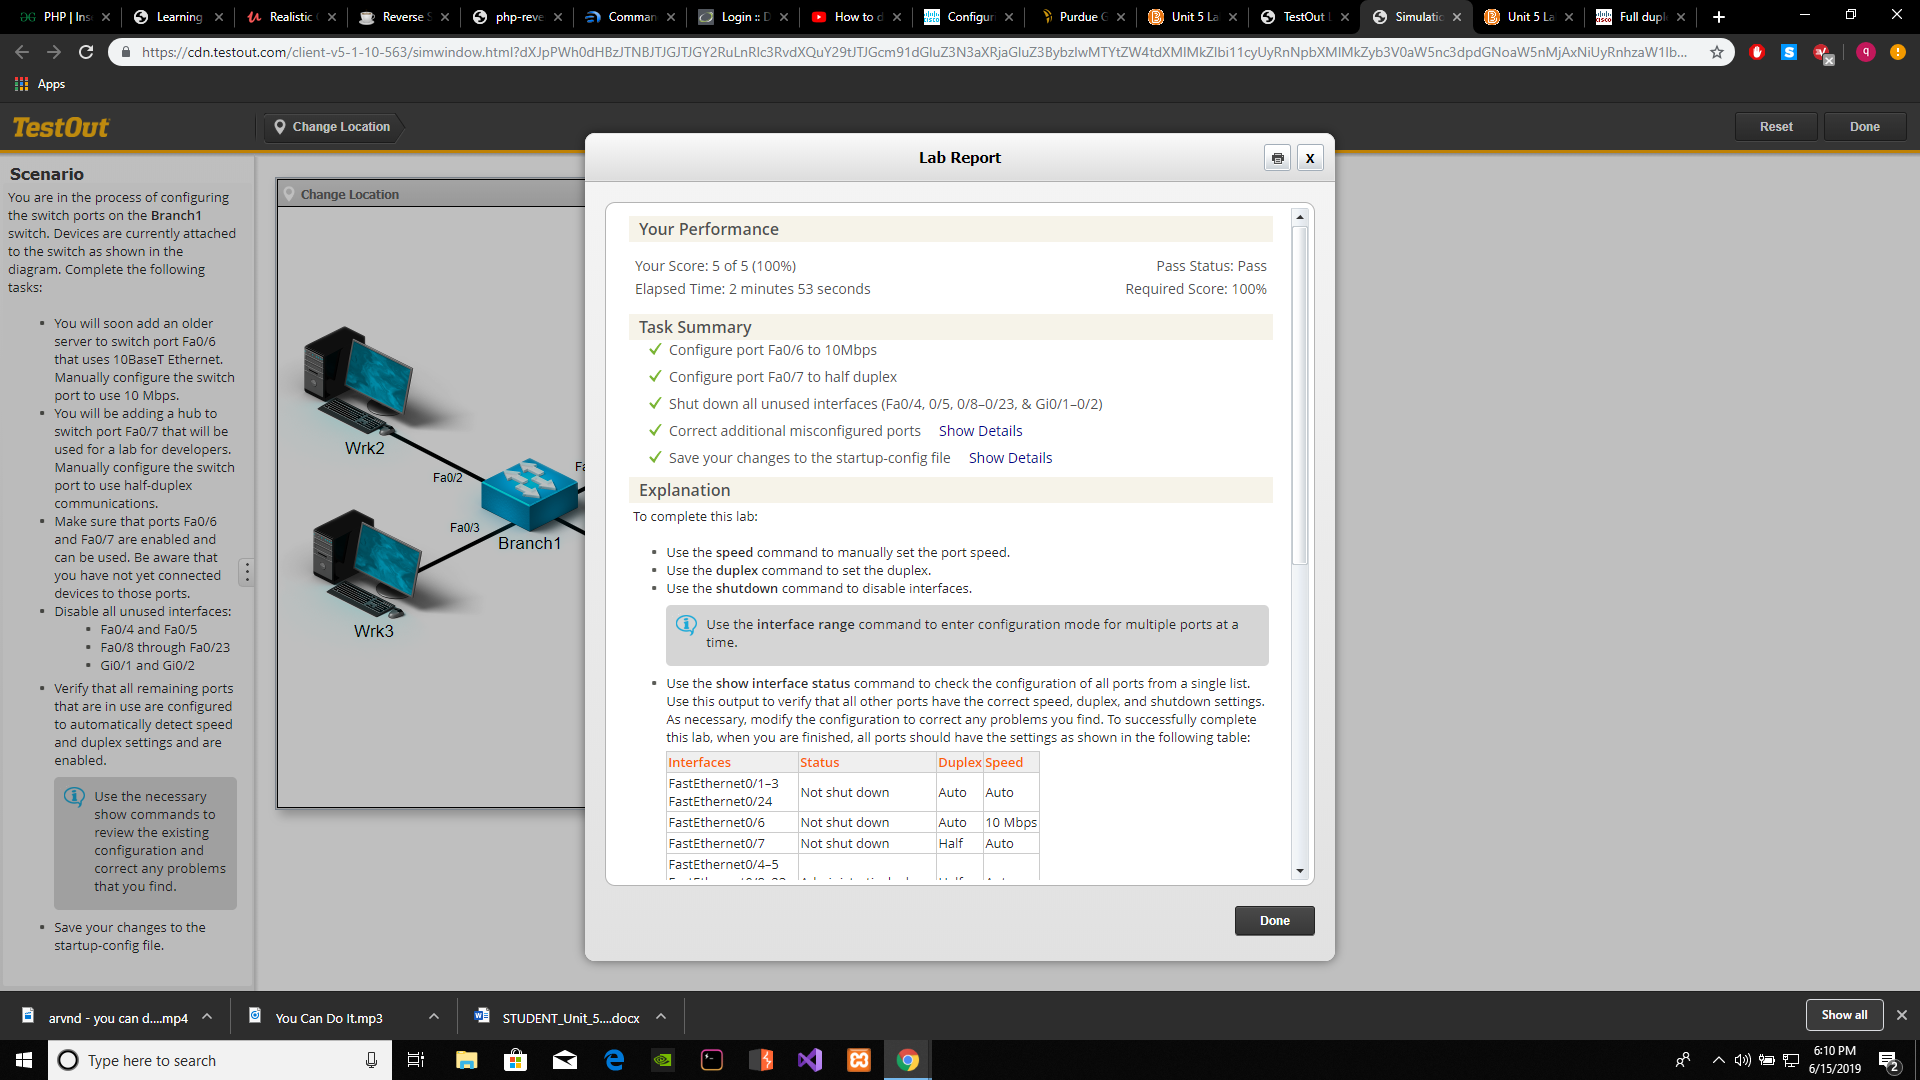 PHP | Ins
Learning
Realistic
Reverse S
php-reve
Comman
Login :: D
How to d
Configur
Purdue G
Unit 5 La
TestOut L
Simulatio
Unit 5 La
Full dupl
https://cdn.testout.com/client-v5-1-10-563/simwindow.html?
Apps
TestOut
Change Location
Reset
Done
Scenario
You are in the process of configuring
the switch ports on the Branch1
switch. Devices are currently attached
to the switch as shown in the
diagram. Complete the following
tasks:
You will soon add an older
server to switch port Fa0/6
that uses 10BaseT Ethernet.
Manually configure the switch
port to use 10 Mbps.
You will be adding a hub to
switch port Fa0/7 that will be
used for a lab for developers.
Manually configure the switch
port to use half-duplex
communications.
Make sure that ports Fa0/6
and Fa0/7 are enabled and
can be used. Be aware that
you have not yet connected
devices to those ports.
Disable all unused interfaces:
Fa0/4 and Fa0/5
Fa0/8 through Fa0/23
Gi0/1 and Gi0/2
Verify that all remaining ports
that are in use are configured
to automatically detect speed
and duplex settings and are
enabled.
Use the necessary
show commands to
review the existing
configuration and
correct any problems
that you find.
Save your changes to the
startup-config file.
Change Location
Wrk2
Fa0/2
Fa
Fa0/3
Branch1
Wrk3
Lab Report
X
Your Performance
Your Score: 5 of 5 (100%)
Pass Status: Pass
Elapsed Time: 2 minutes 53 seconds
Required Score: 100%
Task Summary
Configure port Fa0/6 to 10Mbps
Configure port Fa0/7 to half duplex
Shut down all unused interfaces (Fa0/4, 0/5, 0/8–0/23, & Gi0/1–0/2)
Correct additional misconfigured ports Show Details
Save your changes to the startup-config file Show Details
Explanation
To complete this lab:
Use the speed command to manually set the port speed.
Use the duplex command to set the duplex.
Use the shutdown command to disable interfaces.
Use the interface range command to enter configuration mode for multiple ports at a
time.
Use the show interface status command to check the configuration of all ports from a single list.
Use this output to verify that all other ports have the correct speed, duplex, and shutdown settings.
As necessary, modify the configuration to correct any problems you find. To successfully complete
this lab, when you are finished, all ports should have the settings as shown in the following table:
Interfaces Status Duplex Speed
FastEthernet0/1–3
FastEthernet0/24 Not shut down Auto Auto
FastEthernet0/6 Not shut down Auto 10 Mbps
FastEthernet0/7 Not shut down Half Auto
FastEthernet0/4–5
Done
arvnd - you can d....mp4
You Can Do It.mp3
STUDENT_Unit_5....docx
Show all
Type here to search
6:10 PM
6/15/2019
2